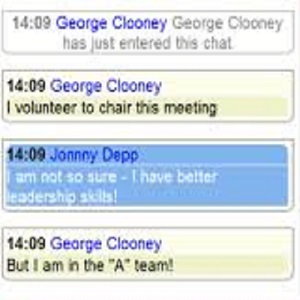 14:09 George Clooney George Clooney
has just entered this chat.
14:09 George Clooney
I volunteer to chair this meeting
14:09 Jonnny Depp
I am not so sure - I have better
leadership skills!
14:09 George Clooney
But I am in the "A" team!